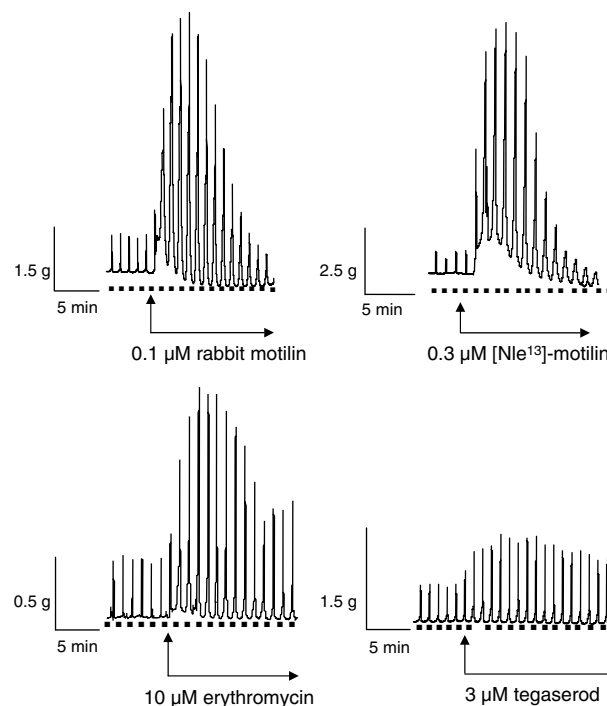 1.5 g
5 min
0.1 µM rabbit motilin
2.5 g
5 min
0.3 µM [Nle¹³]-motilin
0.5 g
5 min
10 µM erythromycin
1.5 g
5 min
3 µM tegaserod